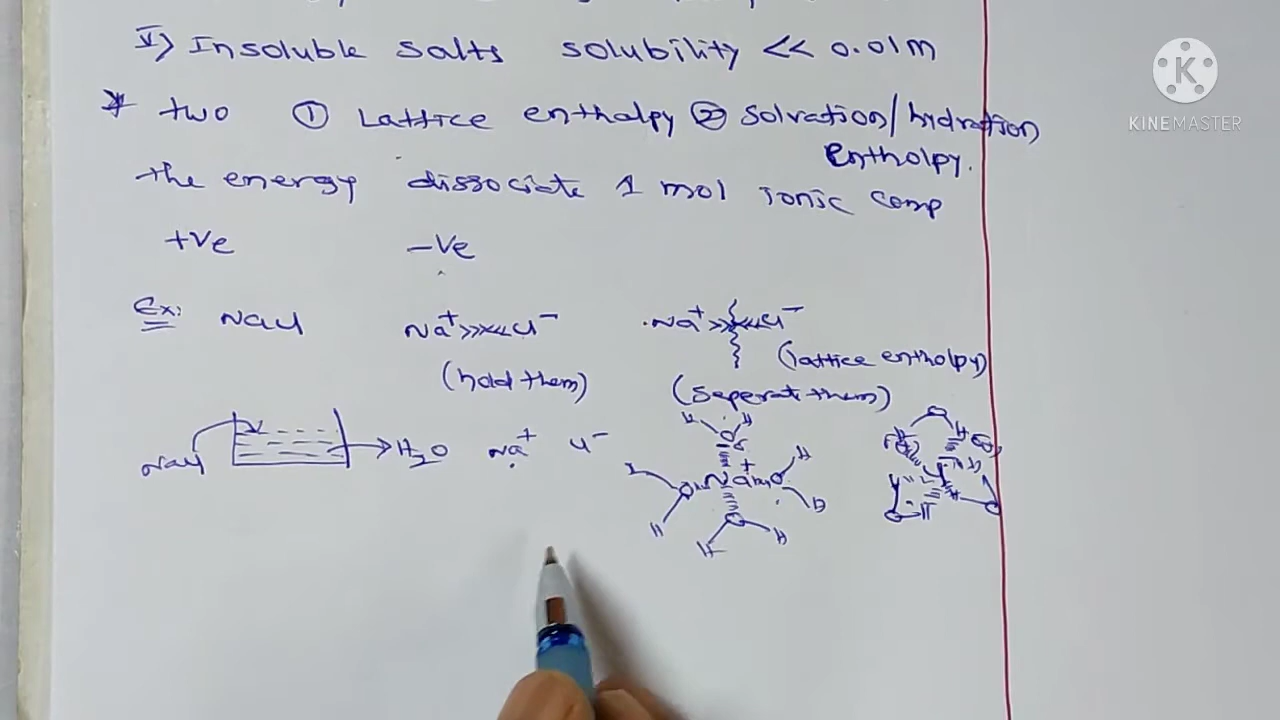 V) Insoluble salts solubility << 0.01M
* two ① Lattice enthalpy ② Solvation/hydration
Entholpy.
the energy dissociate 1 mol ionic comp
+Ve -Ve
Ex: NaCl Na⁺ Cl⁻ Na⁺ Cl⁻
(lattice enthalpy)
(hold them) (Seperate them)
NaCl H₂O Na⁺ Cl⁻
H H
O
Na⁺
O O
H H
H
O
H H
KINEMASTER